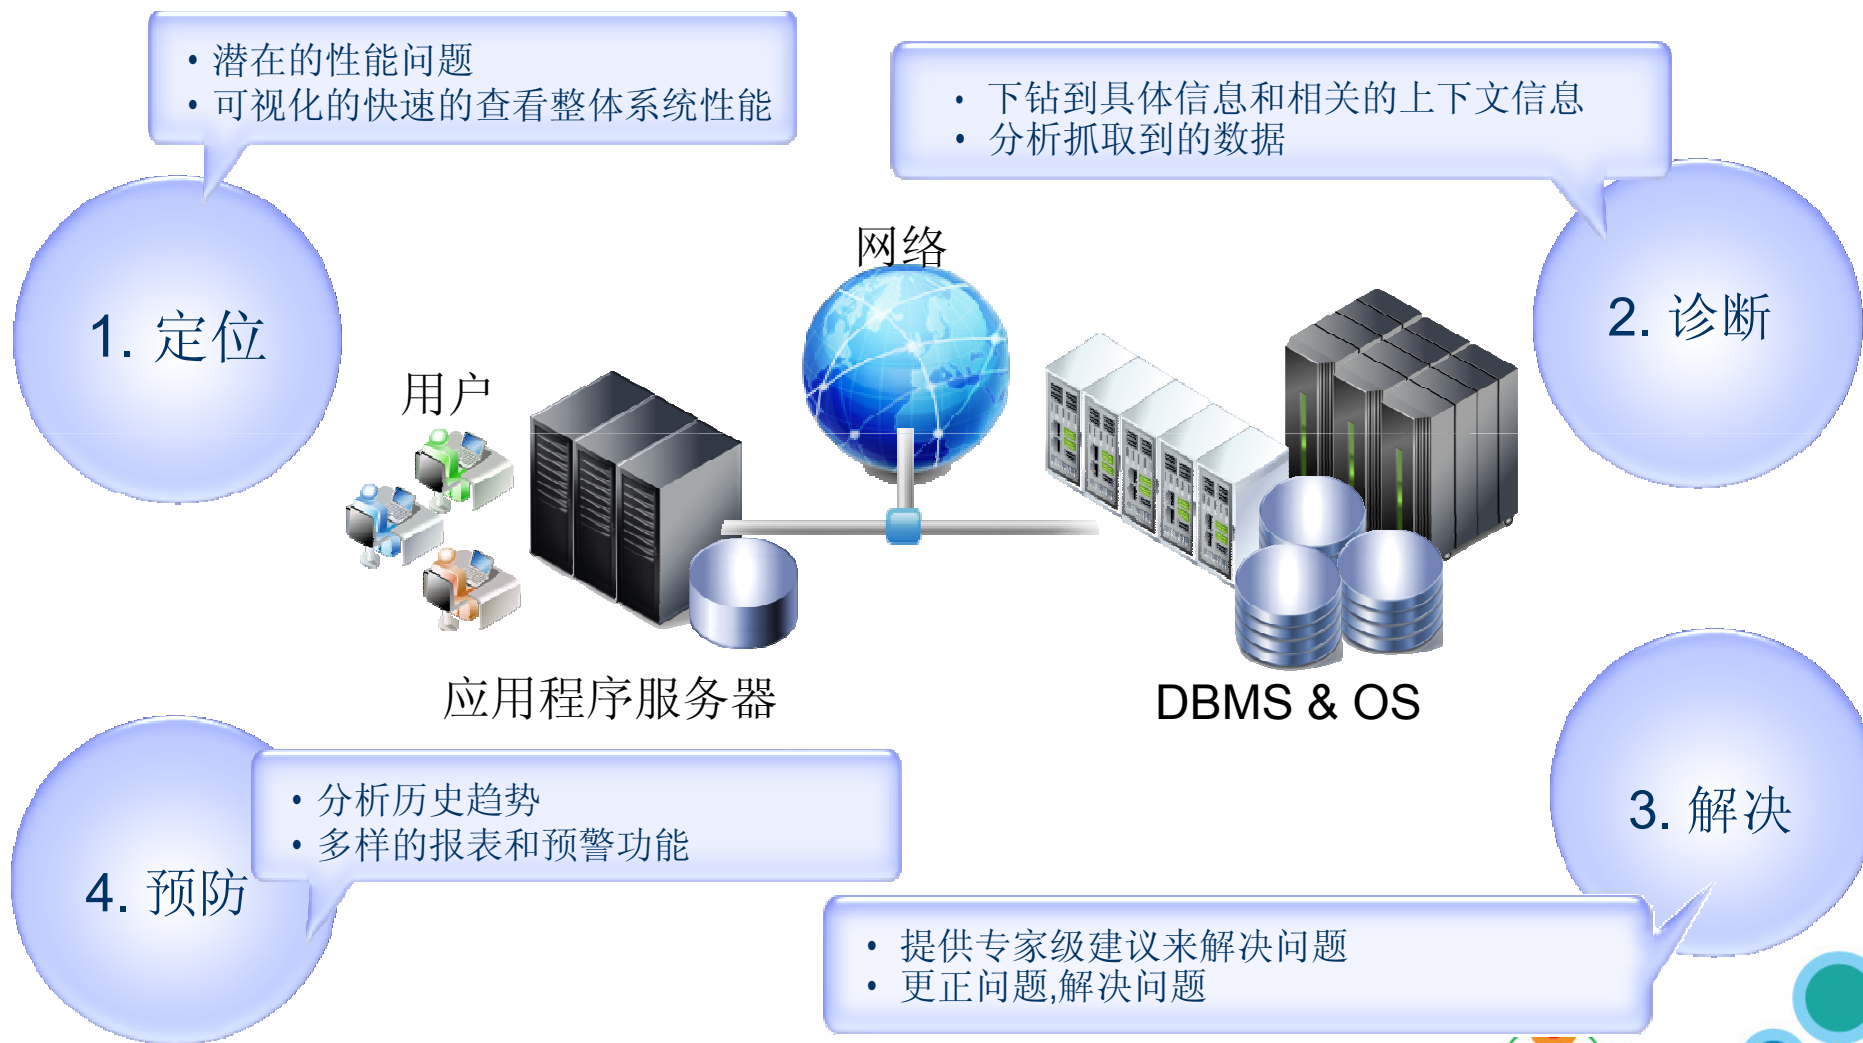 • 潜在的性能问题
• 可视化的快速的查看整体系统性能
• 下钻到具体信息和相关的上下文信息
• 分析抓取到的数据
1. 定位
网络
2. 诊断
用户
应用程序服务器
DBMS & OS
4. 预防
• 分析历史趋势
• 多样的报表和预警功能
3. 解决
• 提供专家级建议来解决问题
• 更正问题,解决问题